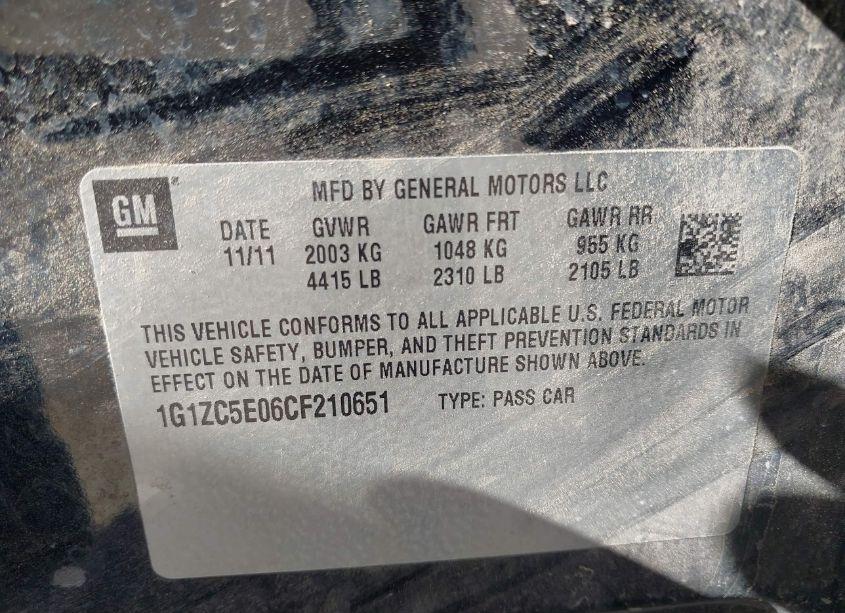 GM
MFD BY GENERAL MOTORS LLC
DATE GVWR GAWR FRT GAWR RR
11/11 2003 KG 1048 KG 955 KG
4415 LB 2310 LB 2105 LB
THIS VEHICLE CONFORMS TO ALL APPLICABLE U.S. FEDERAL MOTOR
VEHICLE SAFETY, BUMPER, AND THEFT PREVENTION STANDARDS IN
EFFECT ON THE DATE OF MANUFACTURE SHOWN ABOVE.
1G1ZC5E06CF210651 TYPE: PASS CAR